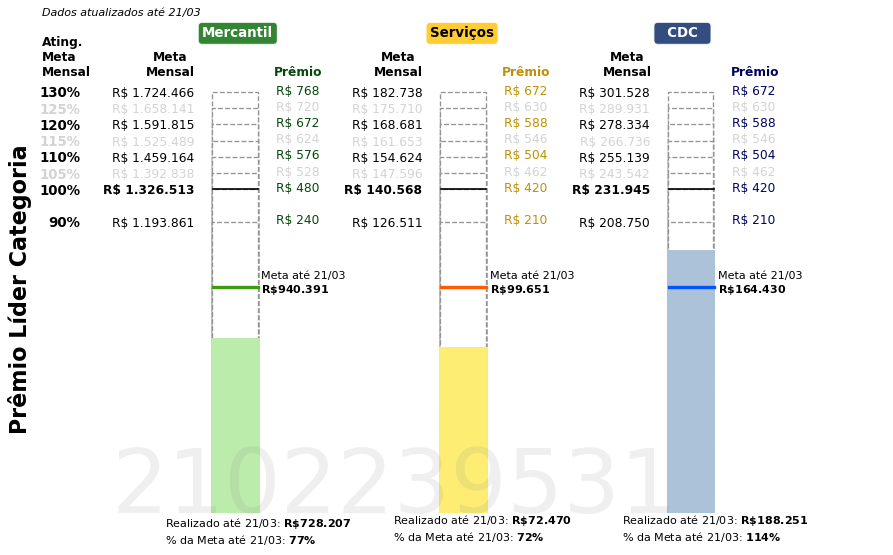 Dados atualizados até 21/03
Mercantil Serviços CDC
Ating.
Meta
Mensal
Meta
Mensal Prêmio
Meta
Mensal Prêmio
Meta
Mensal Prêmio
130% R$ 1.724.466 R$ 768 R$ 182.738 R$ 672 R$ 301.528 R$ 672
125% R$ 1.658.141 R$ 720 R$ 175.710 R$ 630 R$ 289.931 R$ 630
120% R$ 1.591.815 R$ 672 R$ 168.681 R$ 588 R$ 278.334 R$ 588
115% R$ 1.525.489 R$ 624 R$ 161.653 R$ 546 R$ 266.736 R$ 546
110% R$ 1.459.164 R$ 576 R$ 154.624 R$ 504 R$ 255.139 R$ 504
105% R$ 1.392.838 R$ 528 R$ 147.596 R$ 462 R$ 243.542 R$ 462
100% R$ 1.326.513 R$ 480 R$ 140.568 R$ 420 R$ 231.945 R$ 420
90% R$ 1.193.861 R$ 240 R$ 126.511 R$ 210 R$ 208.750 R$ 210
Meta até 21/03 Meta até 21/03 Meta até 21/03
R$940.391 R$99.651 R$164.430
Prêmio Líder Categoria
21022239531
Realizado até 21/03: R$728.207 Realizado até 21/03: R$72.470 Realizado até 21/03: R$188.251
% da Meta até 21/03: 77% % da Meta até 21/03: 72% % da Meta até 21/03: 114%